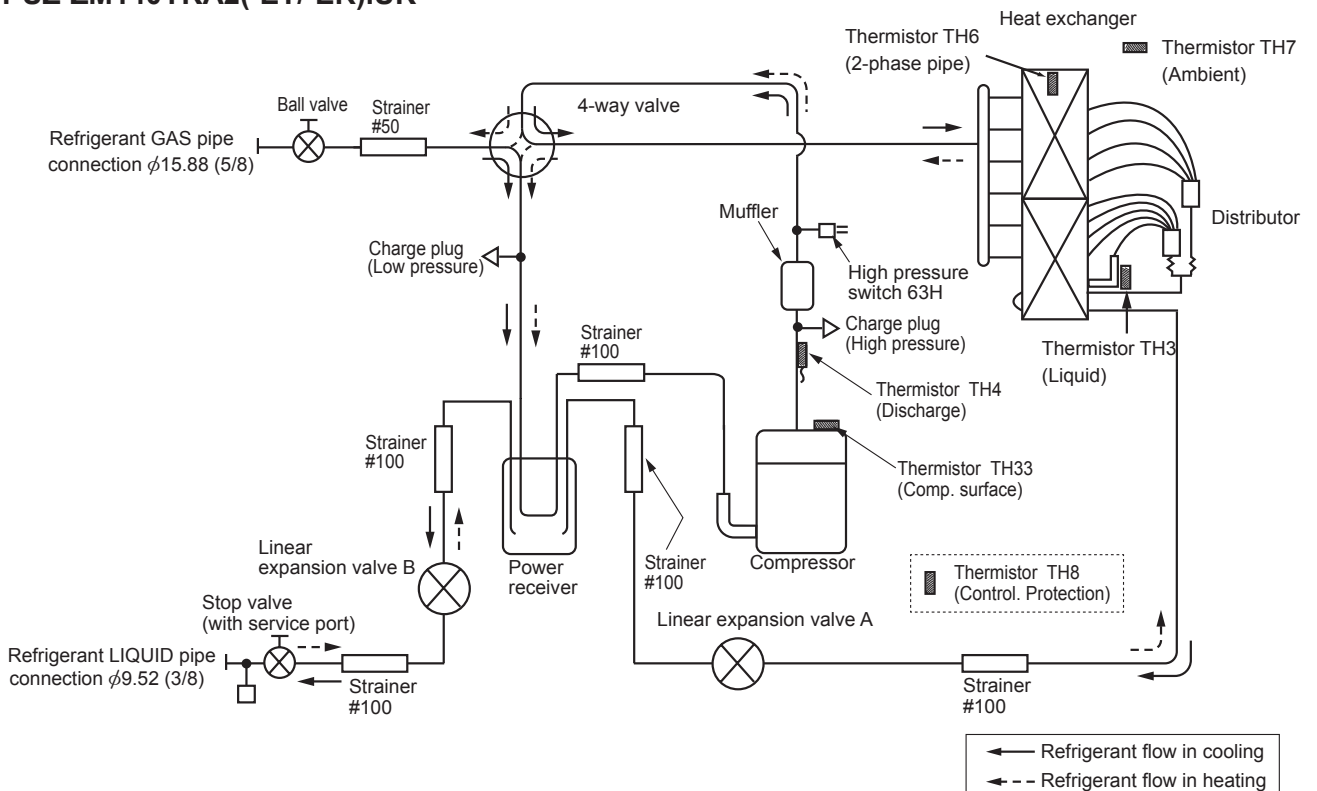 Heat exchanger
Thermistor TH6
(2-phase pipe)
Thermistor TH7
(Ambient)
Ball valve
Strainer
#50
4-way valve
Refrigerant GAS pipe
connection ϕ15.88 (5/8)
Muffler
Distributor
Charge plug
(Low pressure)
High pressure
switch 63H
Charge plug
(High pressure)
Strainer
#100
Thermistor TH3
(Liquid)
Thermistor TH4
(Discharge)
Strainer
#100
Thermistor TH33
(Comp. surface)
Linear
expansion valve B
Power
receiver
Strainer
#100
Compressor
Thermistor TH8
(Control. Protection)
Stop valve
(with service port)
Linear expansion valve A
Refrigerant LIQUID pipe
connection ϕ9.52 (3/8)
Strainer
#100
Strainer
#100
Refrigerant flow in cooling
Refrigerant flow in heating